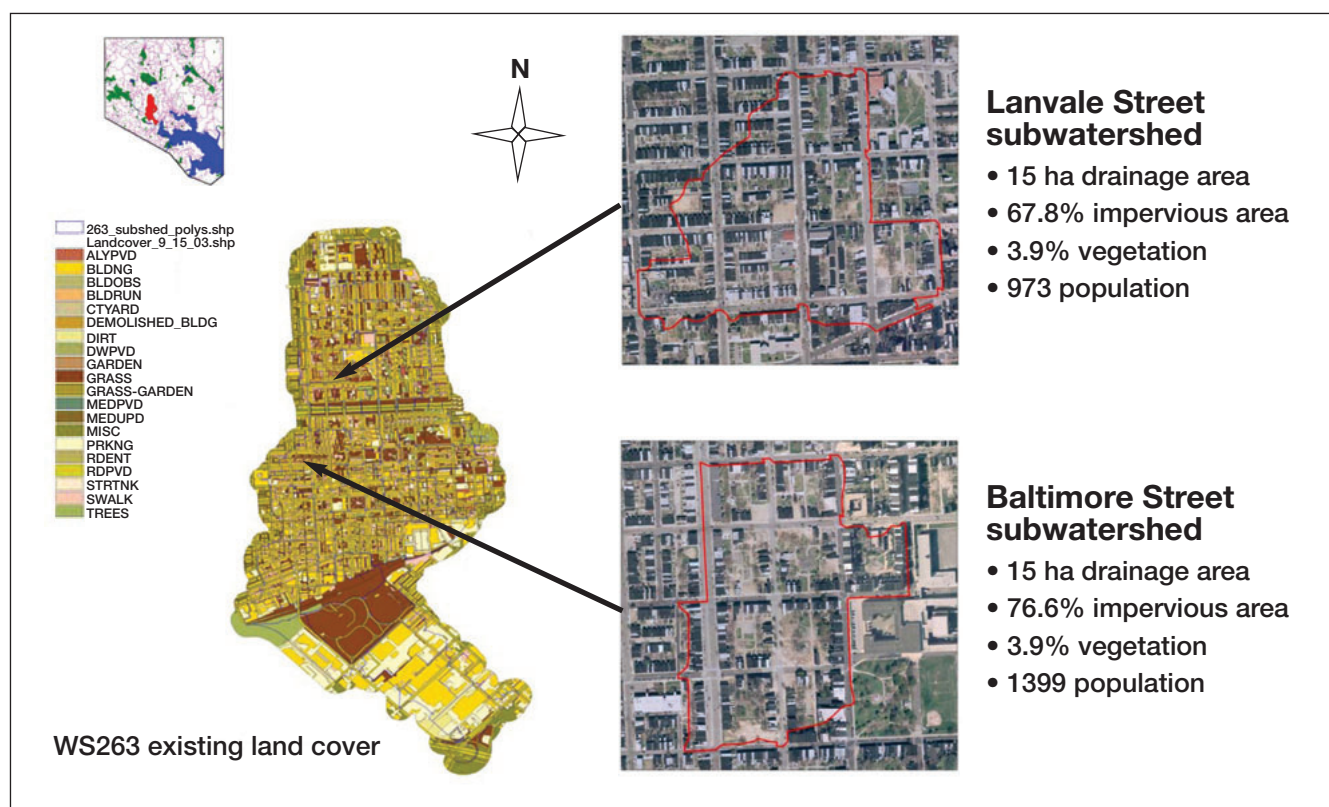 N
263_subshed_polys.shp
Landcover_9_15_03.shp
ALYPVD
BLDNG
BLDOBS
BLDRUN
CTYARD
DEMOLISHED_BLDG
DIRT
DWPVD
GARDEN
GRASS
GRASS-GARDEN
MEDPVD
MEDUPD
MISC
PRKNG
RDENT
RDPVD
STRTNK
SWALK
TREES
WS263 existing land cover
Lanvale Street
subwatershed
• 15 ha drainage area
• 67.8% impervious area
• 3.9% vegetation
• 973 population
Baltimore Street
subwatershed
• 15 ha drainage area
• 76.6% impervious area
• 3.9% vegetation
• 1399 population